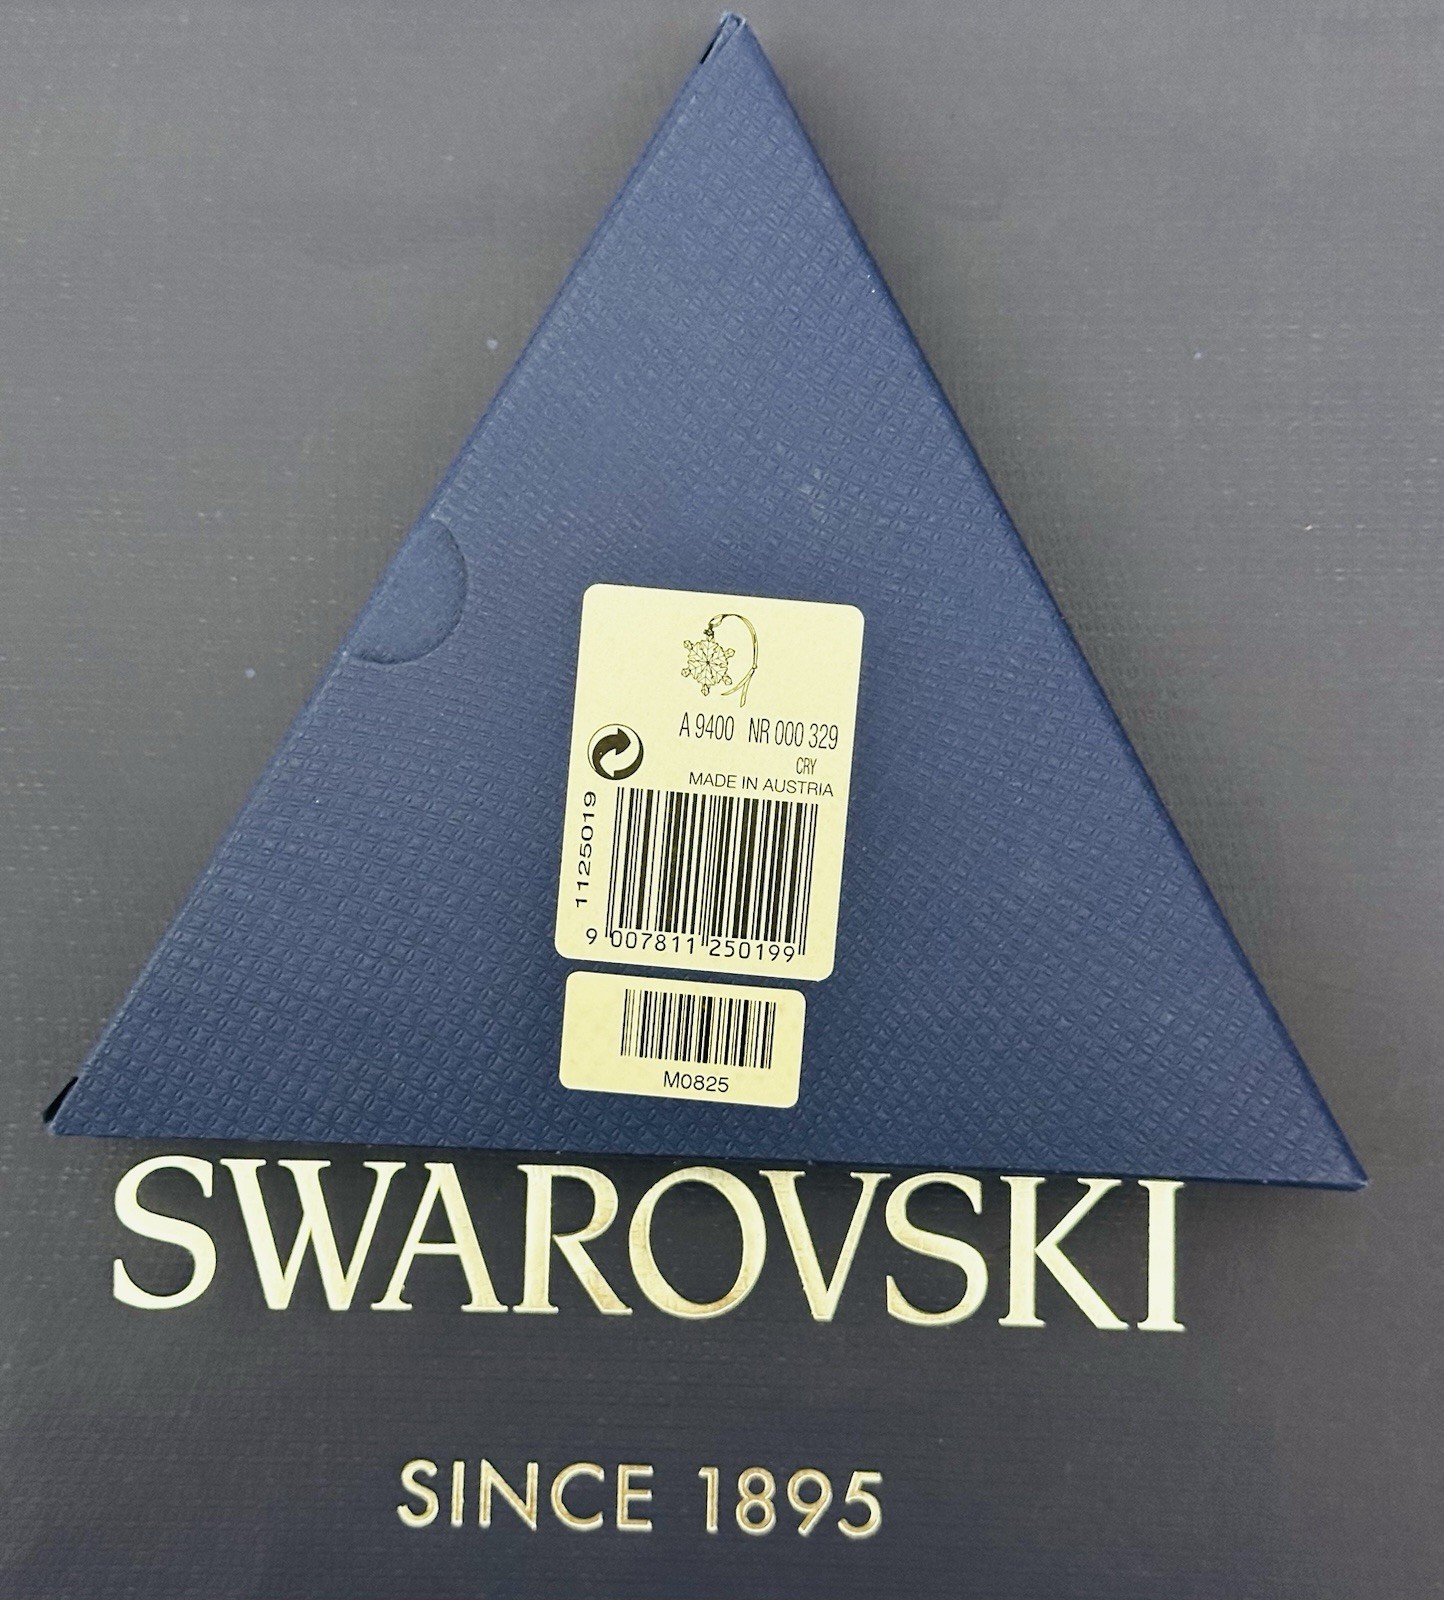 A 9400 NR 000 329
CRY
MADE IN AUSTRIA
1125019
9 007811 250199
M0825
SWAROVSKI
SINCE 1895